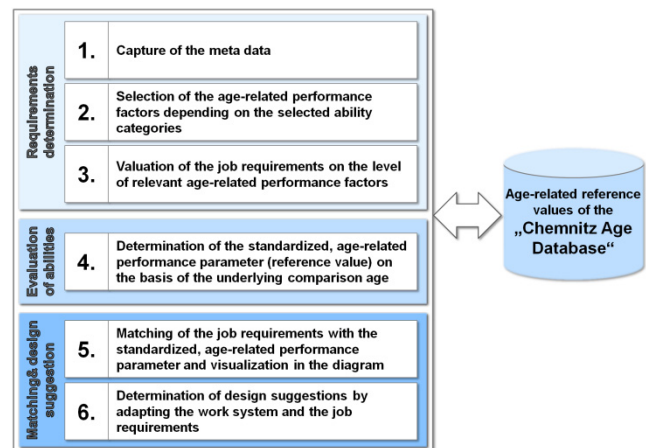 Requirements
determination
1.
Capture of the meta data
2.
Selection of the age-related performance
factors depending on the selected ability
categories
3.
Valuation of the job requirements on the level
of relevant age-related performance factors
Evaluation
of abilities
4.
Determination of the standardized, age-related
performance parameter (reference value) on
the basis of the underlying comparison age
Matching& design
suggestion
5.
Matching of the job requirements with the
standardized, age-related performance
parameter and visualization in the diagram
6.
Determination of design suggestions by
adapting the work system and the job
requirements
Age-related reference
values of the
„Chemnitz Age
Database“